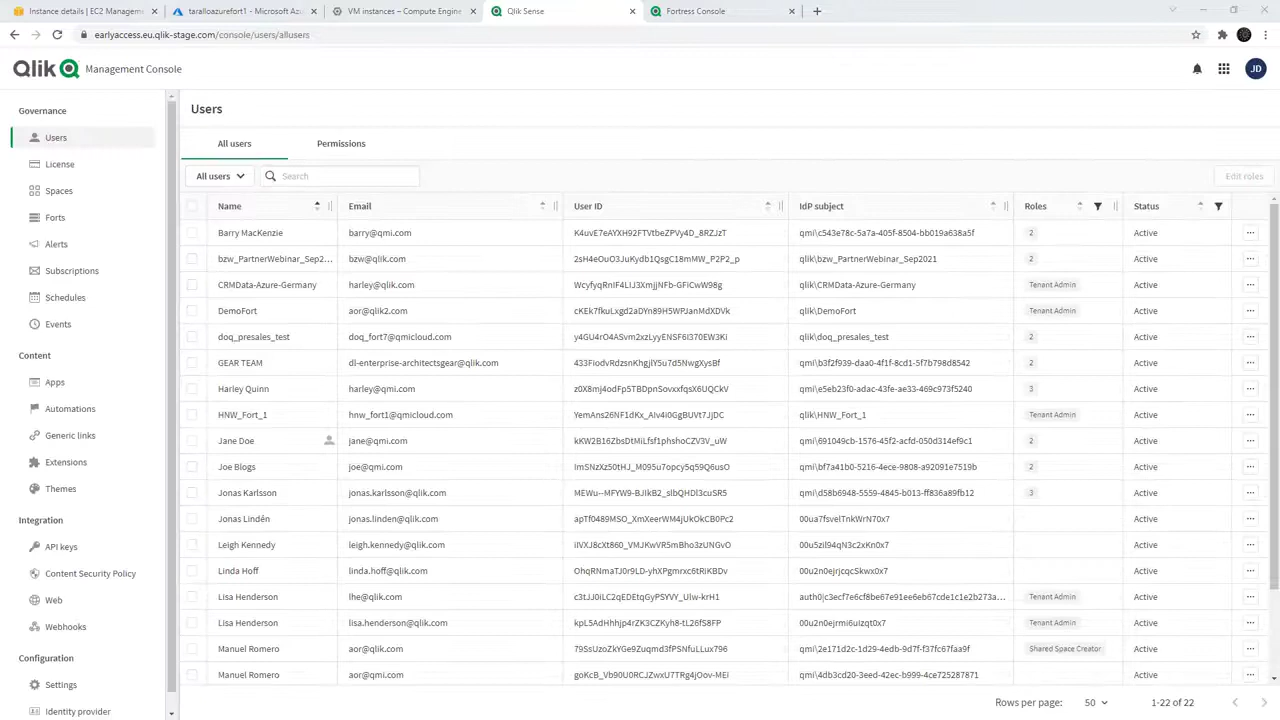 Instance details | EC2 Managem
taralloazurefort1 - Microsoft Azu
VM instances – Compute Engine
Qlik Sense
Fortress Console
earlyaccess.eu.qlik-stage.com/console/users/allusers
Qlik Management Console
JD
Governance
Users
License
Spaces
Forts
Alerts
Subscriptions
Schedules
Events
Content
Apps
Automations
Generic links
Extensions
Themes
Integration
API keys
Content Security Policy
Web
Webhooks
Configuration
Settings
Identity provider
Users
All users Permissions
All users Search Edit roles
Name Email User ID IdP subject Roles Status
Barry MacKenzie barry@qmi.com K4uvE7eAYXH92FTVtbeZPVy4D_8RZJzT qmi\c543e78c-5a7a-405f-8504-bb019a638a5f 2 Active
bzw_PartnerWebinar_Sep2... bzw@qlik.com 2sH4eOuO3JuKydb1QsgC18mMW_P2P2_p qlik\bzw_PartnerWebinar_Sep2021 2 Active
CRMData-Azure-Germany harley@qlik.com WcyfyqRnIF4LIJ3XmjjNFb-GFiCwW98g qlik\CRMData-Azure-Germany Tenant Admin Active
DemoFort aor@qlik2.com cKEk7fkuLxgd2aDYn89H5WPJanMdXDVk qlik\DemoFort Tenant Admin Active
doq_presales_test doq_fort7@qmicloud.com y4GU4rO4ASvm2xzLyyENSF6I370EW3Ki qlik\doq_presales_test 2 Active
GEAR TEAM dl-enterprise-architectsgear@qlik.com 433FiodvRdzsnKhgjlY5u7d5NwgXysBf qmi\b3f2f939-daa0-4f1f-8cd1-5f7b798d8542 2 Active
Harley Quinn harley@qmi.com z0X8mj4odFp5TBDpnSovxxfqsX6UQCkV qmi\e5eb23f0-adac-43fe-ae33-469c973f5240 3 Active
HNW_Fort_1 hnw_fort1@qmicloud.com YemAns26NF1dKx_AIv4i0GgBUVt7JjDC qlik\HNW_Fort_1 Tenant Admin Active
Jane Doe jane@qmi.com kKW2B16ZbsDtMiLfsf1phshoCZV3V_uW qmi\691049cb-1576-45f2-acfd-050d314ef9c1 2 Active
Joe Blogs joe@qmi.com ImSNzXz50tHJ_M095u7opcy5q59Q6usO qmi\bf7a41b0-5216-4ece-9808-a92091e7519b 2 Active
Jonas Karlsson jonas.karlsson@qlik.com MEWu--MFYW9-BJIkB2_slbQHDl3cuSR5 qmi\d58b6948-5559-4845-b013-ff836a89fb12 3 Active
Jonas Lindén jonas.linden@qlik.com apTf0489MSO_XmXeerWM4jUkOkCB0Pc2 00ua7fsvelTnkWrN70x7 Active
Leigh Kennedy leigh.kennedy@qlik.com iIVXJ8cXt860_VMJKwVR5mBho3zUNGvO 00u5zil94qN3c2xKn0x7 Active
Linda Hoff linda.hoff@qlik.com OhqRNmaTJ0r9LD-yhXPgmrxc6tRiKBDv 00u2n0ejrjcqcSkwx0x7 Active
Lisa Henderson lhe@qlik.com c3tJJ0iLC2qEDEtqGyPSYVY_Ulw-krH1 auth0|c3ecf7e6cf8be67e91ee6eb67cde1c1e2b273a... Tenant Admin Active
Lisa Henderson lisa.henderson@qlik.com kpL5AdHhhjp4rZK3CZKyh8-tL26fS8FP 00u2n0ejrmi6uizqt0x7 Tenant Admin Active
Manuel Romero aor@qlik.com 79SsUzoZkYGe9Zuqmd3fPSNfuLLux796 qmi\2e171d2c-1d29-4edb-9d7f-f37fc67faa9f Shared Space Creator Active
Manuel Romero aor@qmi.com goKcB_Vb90U0RCJZwxU7TRg4jOov-MEI qmi\4db3cd20-3eed-42ec-b999-4ce725287871 Active
Rows per page: 50 1-22 of 22